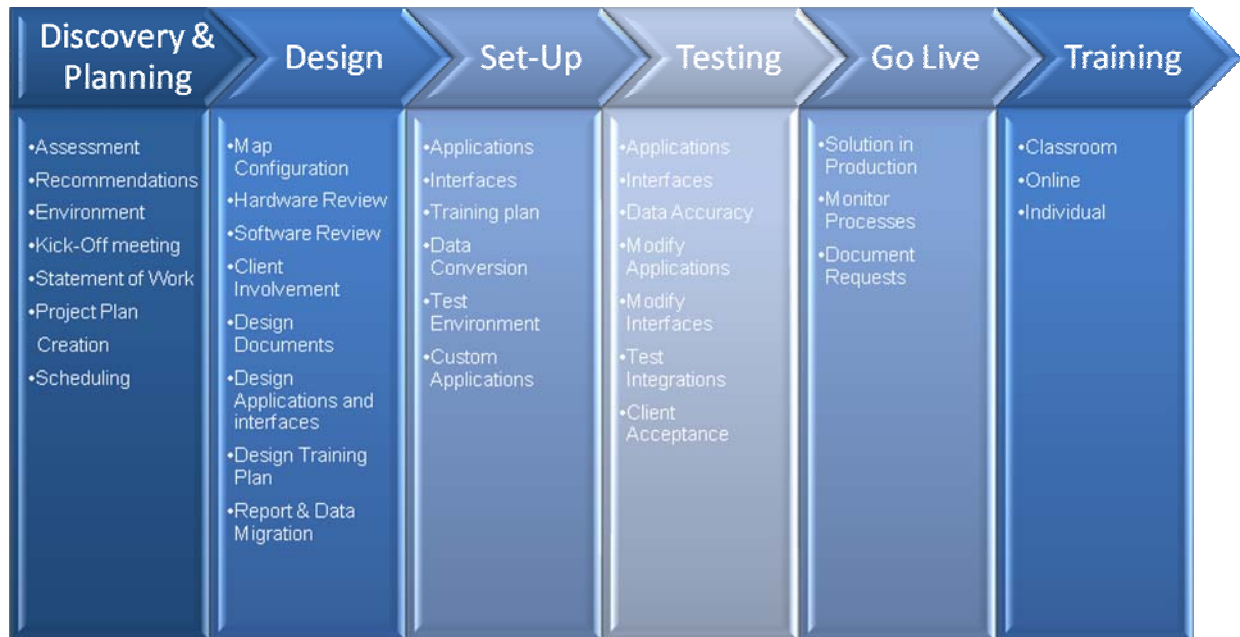 Discovery &
Planning
Design
Set-Up
Testing
Go Live
Training
•Assessment
•Recommendations
•Environment
•Kick-Off meeting
•Statement of Work
•Project Plan
Creation
•Scheduling
•Map
Configuration
•Hardware Review
•Software Review
•Client
Involvement
•Design
Documents
•Design
Applications and
interfaces
•Design Training
Plan
•Report & Data
Migration
•Applications
•Interfaces
•Training plan
•Data
Conversion
•Test
Environment
•Custom
Applications
•Applications
•Interfaces
•Data Accuracy
•Modify
Applications
•Modify
Interfaces
•Test
Integrations
•Client
Acceptance
•Solution in
Production
•Monitor
Processes
•Document
Requests
•Classroom
•Online
•Individual